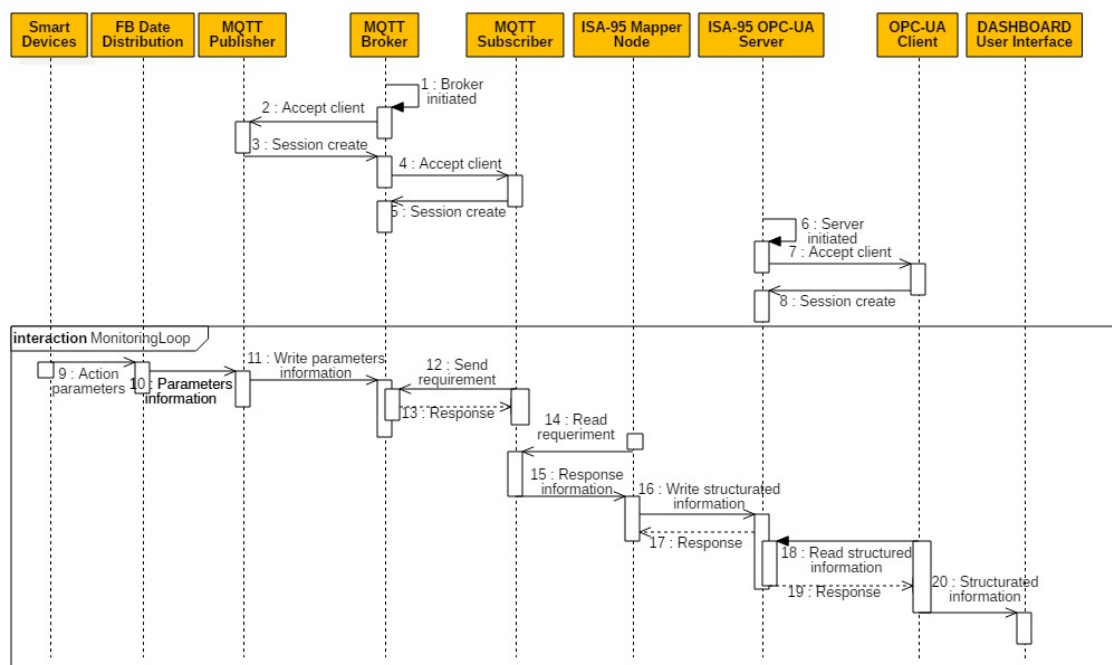 Smart
Devices
FB Date
Distribution
MQTT
Publisher
MQTT
Broker
MQTT
Subscriber
ISA-95 Mapper
Node
ISA-95 OPC-UA
Server
OPC-UA
Client
DASHBOARD
User Interface
1 : Broker
initiated
2 : Accept client
3 : Session create
4 : Accept client
5 : Session create
6 : Server
initiated
7 : Accept client
8 : Session create
interaction MonitoringLoop
9 : Action
parameters
10 : Parameters
information
11 : Write parameters
information
12 : Send
requirement
13 : Response
14 : Read
requeriment
15 : Response
information
16 : Write structurated
information
17 : Response
18 : Read structured
information
19 : Response
20 : Structurated
information